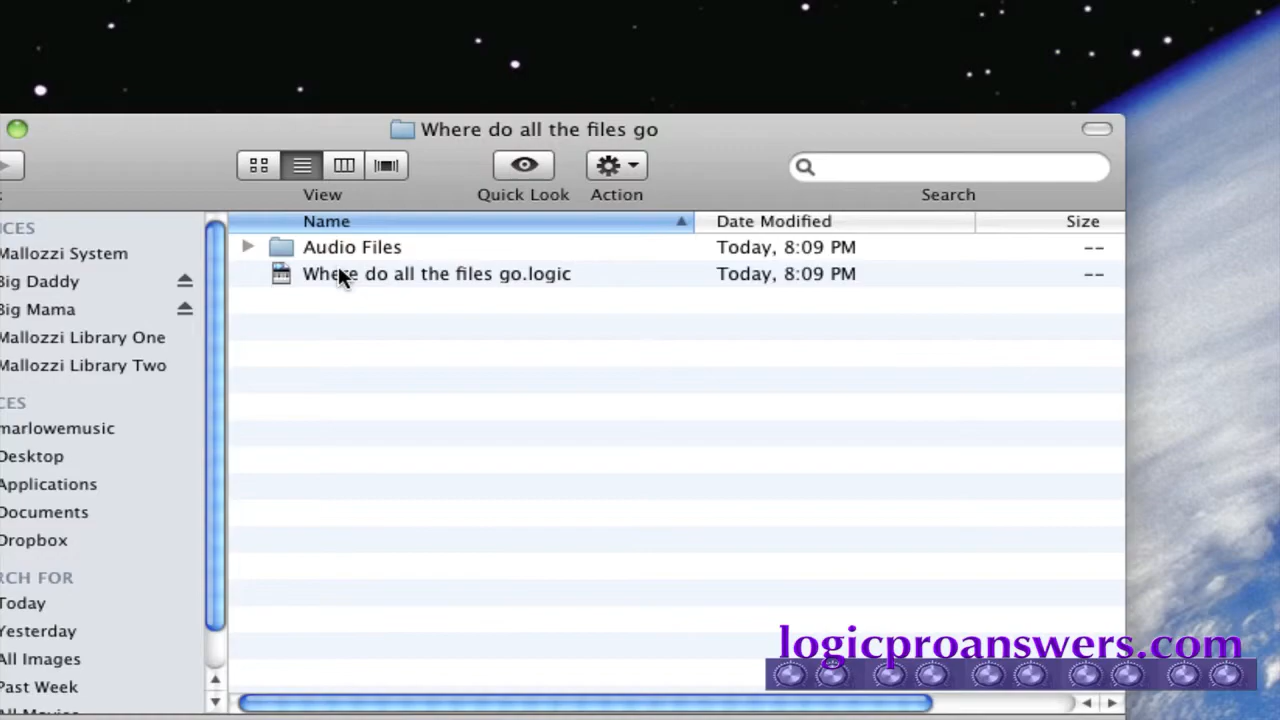 Where do all the files go
View
Quick Look
Action
Search
Name
Date Modified
Size
Audio Files
Today, 8:09 PM
--
Where do all the files go.logic
Today, 8:09 PM
--
Mallozzi System
Big Daddy
Big Mama
Mallozzi Library One
Mallozzi Library Two
marlowemusic
Desktop
Applications
Documents
Dropbox
RCH FOR
Today
Yesterday
All Images
Past Week
logicproanswers.com